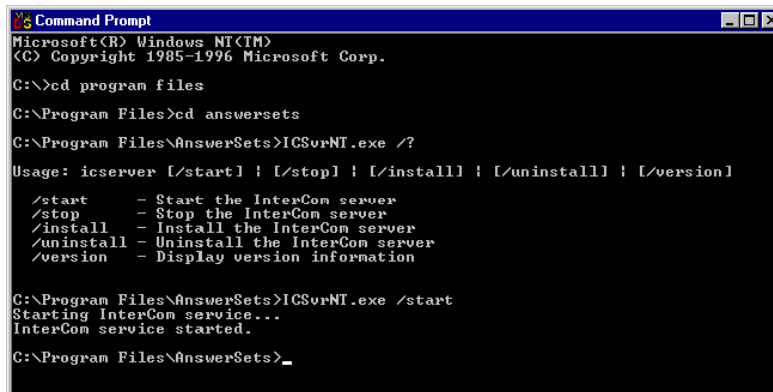 Command Prompt
Microsoft(R) Windows NT(TM)
(C) Copyright 1985-1996 Microsoft Corp.
C:\>cd program files
C:\Program Files>cd answersets
C:\Program Files\AnswerSets>ICSvrNT.exe /?
Usage: icserver [/start] ¦ [/stop] ¦ [/install] ¦ [/uninstall] ¦ [/version]
/start - Start the InterCom server
/stop - Stop the InterCom server
/install - Install the InterCom server
/uninstall - Uninstall the InterCom server
/version - Display version information
C:\Program Files\AnswerSets>ICSvrNT.exe /start
Starting InterCom service...
InterCom service started.
C:\Program Files\AnswerSets>_